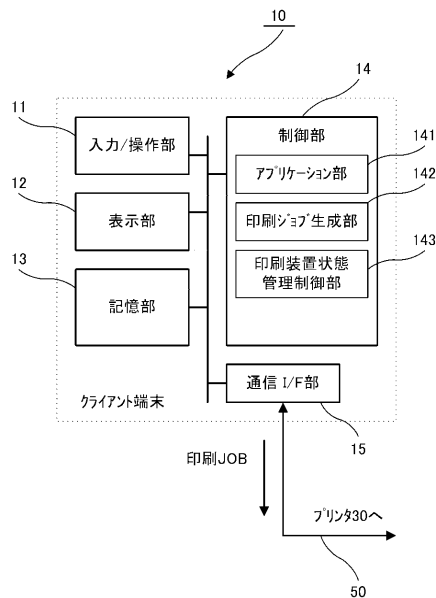 10
14
11
制御部
141
入力/操作部
アプリケーション部
142
12
印刷ジョブ生成部
表示部
143
13
印刷装置状態
管理制御部
記憶部
通信 I/F部
クライアント端末
15
印刷JOB
プリンタ30へ
50